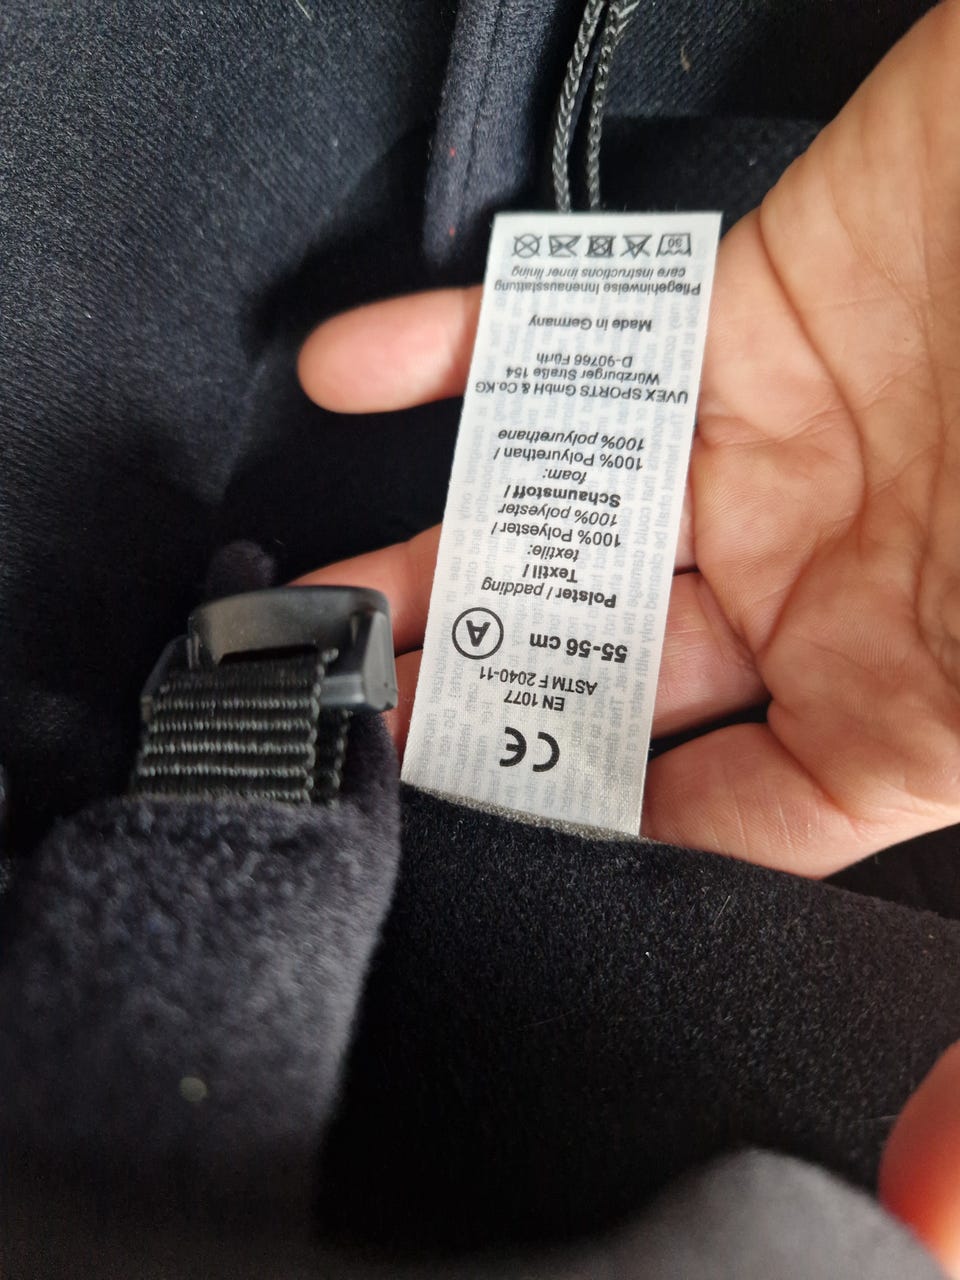 CE
EN 1077
ASTM F 2040-11
55-56 cm A
Polster / padding
Textil /
textile:
100% Polyester /
100% polyester
Schaumstoff /
foam:
100% Polyurethan /
100% polyurethane
UVEX SPORTS GmbH & Co.KG
Würzburger Straße 154
D-90766 Fürth
Made in Germany
Pflegehinweise Innenausstattung
care instructions inner lining
30